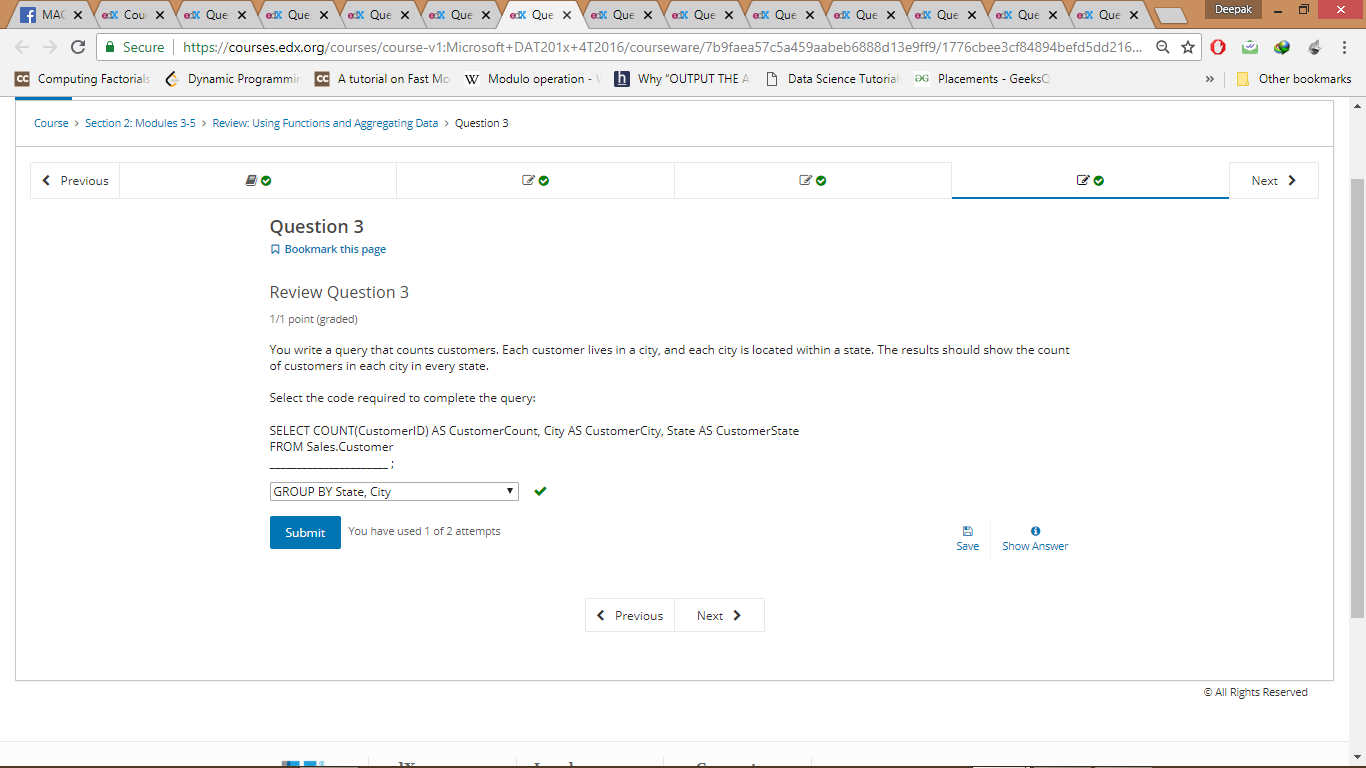 MAC
Cou
Que
Que
Que
Que
Que
Que
Que
Que
Que
Que
Que
Que
Deepak
Secure
https://courses.edx.org/courses/course-v1:Microsoft+DAT201x+4T2016/courseware/7b9faea57c5a459aabeb6888d13e9ff9/1776cbee3cf84894befd5dd216...
Computing Factorials
Dynamic Programmin
A tutorial on Fast Mo
Modulo operation -
Why "OUTPUT THE A
Data Science Tutorial
Placements - GeeksQ
» Other bookmarks
Course > Section 2: Modules 3-5 > Review: Using Functions and Aggregating Data > Question 3
Previous
Next
Question 3
Bookmark this page
Review Question 3
1/1 point (graded)
You write a query that counts customers. Each customer lives in a city, and each city is located within a state. The results should show the count
of customers in each city in every state.
Select the code required to complete the query:
SELECT COUNT(CustomerID) AS CustomerCount, City AS CustomerCity, State AS CustomerState
FROM Sales.Customer
______________________ ;
GROUP BY State, City
Submit You have used 1 of 2 attempts
Save
Show Answer
Previous
Next
© All Rights Reserved